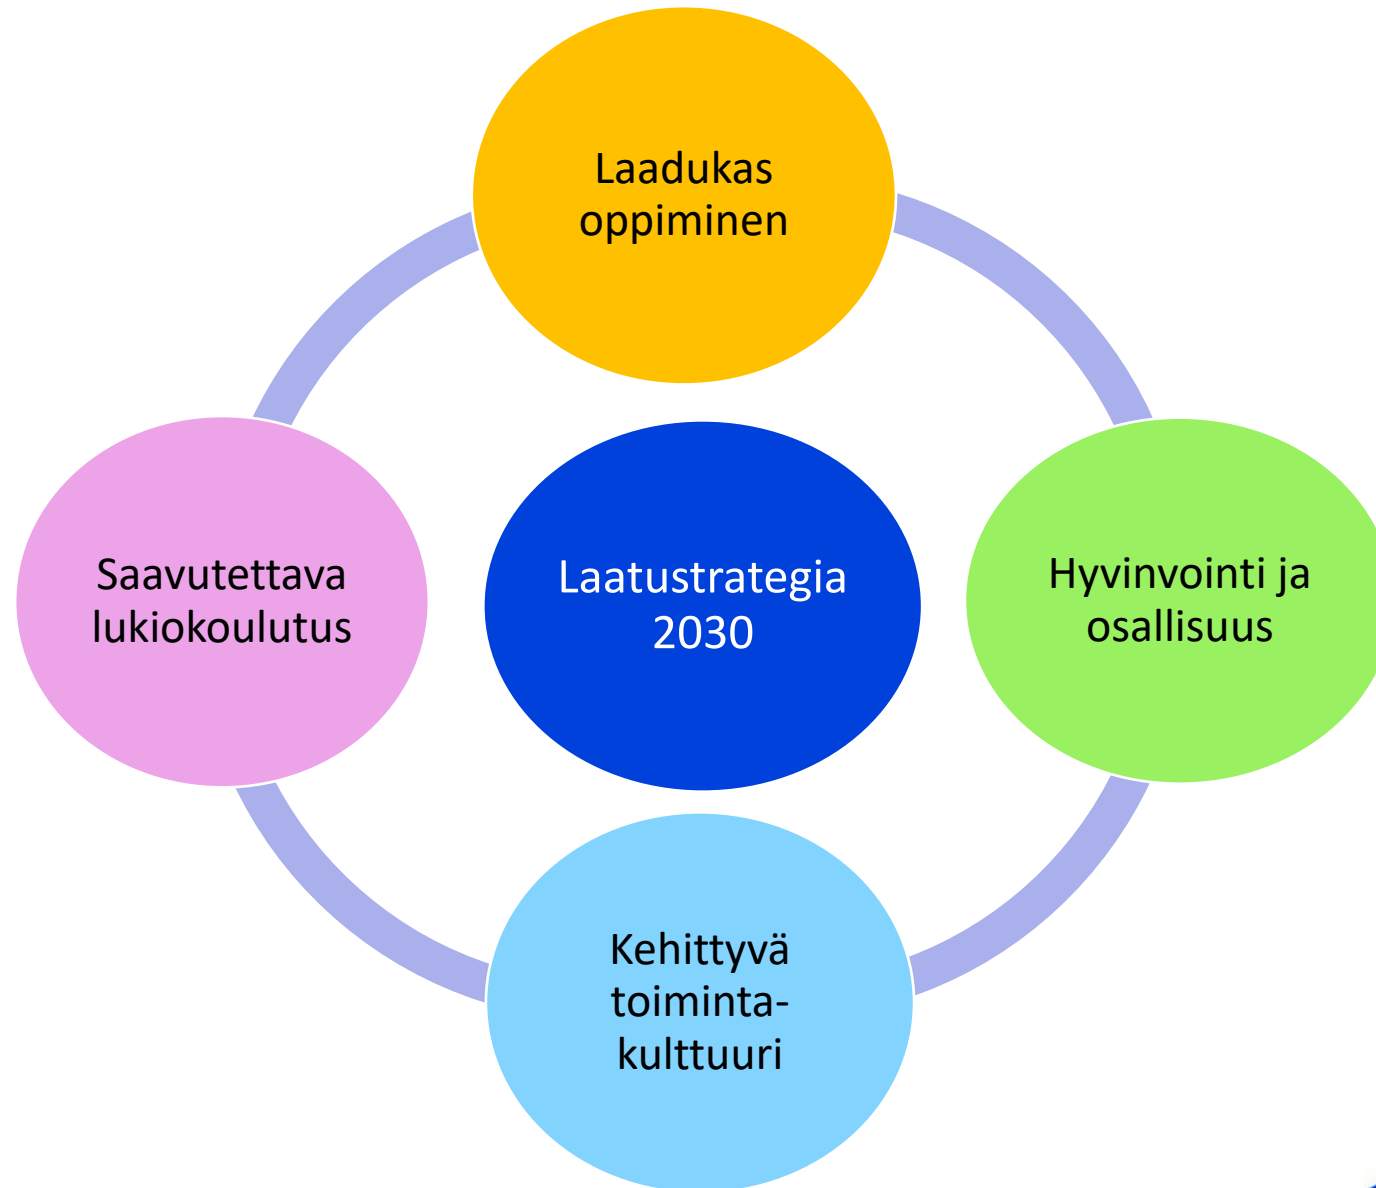 Laadukas
oppiminen
Saavutettava
lukiokoulutus
Laatustrategia
2030
Hyvinvointi ja
osallisuus
Kehittyvä
toiminta-
kulttuuri